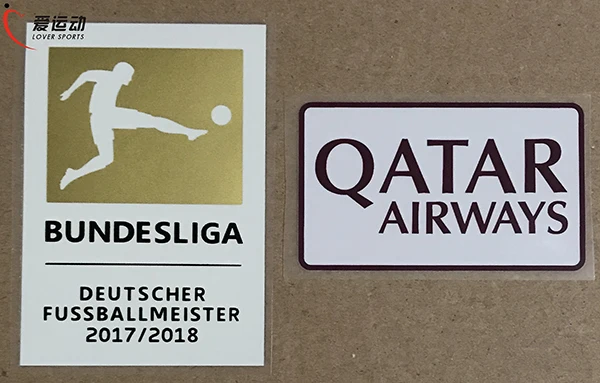 爱运动
LOVER SPORTS
BUNDESLIGA
DEUTSCHER
FUSSBALLMEISTER
2017/2018
QATAR
AIRWAYS